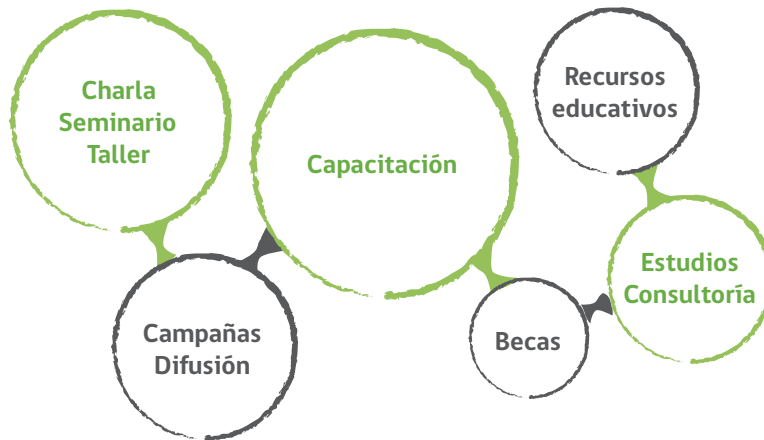 Charla
Seminario
Taller
Campañas
Difusión
Capacitación
Becas
Recursos
educativos
Estudios
Consultoría